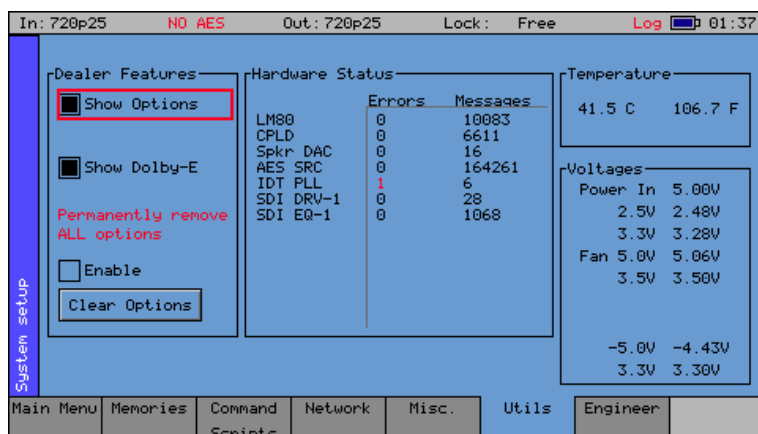 In:720p25 NO AES Out:720p25 Lock: Free Log 01:37
System setup
Dealer Features
Show Options
Show Dolby-E
Permanently remove
ALL options
Enable
Clear Options
Hardware Status
Errors Messages
LM80 0 10083
CPLD 0 6611
Spkr DAC 0 16
AES SRC 0 164261
IDT PLL 1 6
SDI DRV-1 0 28
SDI EQ-1 0 1068
Temperature
41.5 C 106.7 F
Voltages
Power In 5.00V
2.5V 2.48V
3.3V 3.28V
Fan 5.0V 5.06V
3.5V 3.50V
-5.0V -4.43V
3.3V 3.30V
Main Menu Memories Command Network Misc. Utils Engineer
Scripts